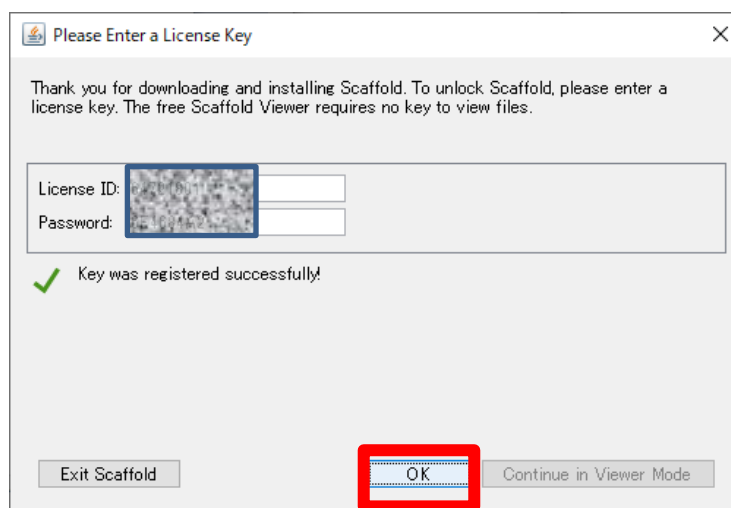 Please Enter a License Key
Thank you for downloading and installing Scaffold. To unlock Scaffold, please enter a
license key. The free Scaffold Viewer requires no key to view files.
License ID:
Password:
Key was registered successfully!
Exit Scaffold
OK
Continue in Viewer Mode